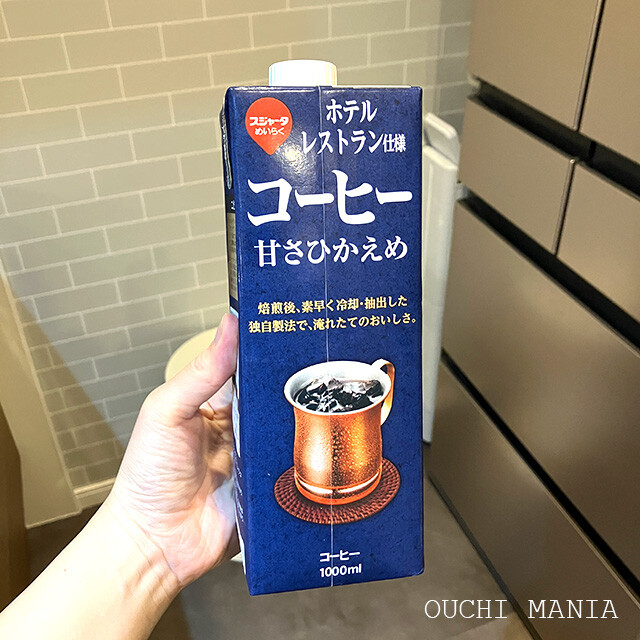 スジャータ
めいらく
ホテル
レストラン仕様
コーヒー
甘さひかえめ
焙煎後、素早く冷却・抽出した
独自製法で、淹れたてのおいしさ。
コーヒー
1000ml
OUCHI MANIA